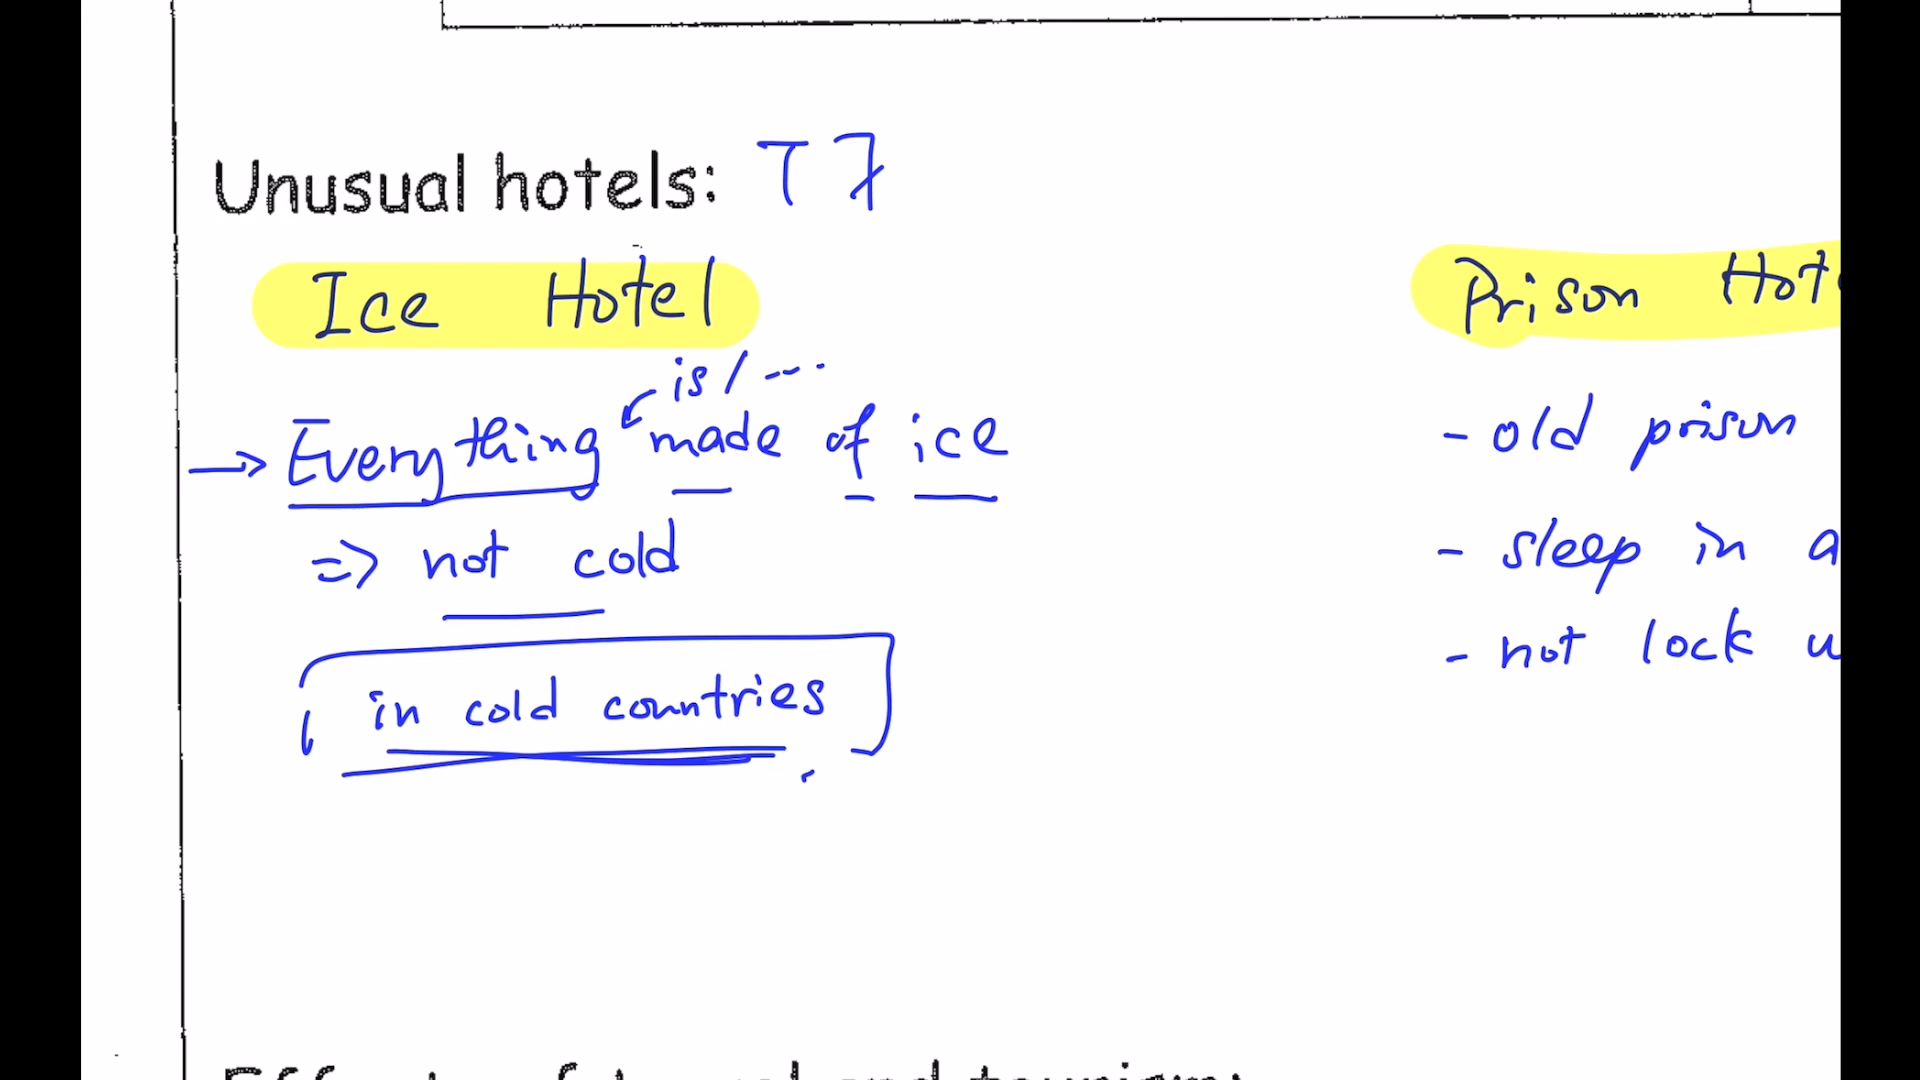 Unusual hotels: T 7
Ice Hotel
is / ---
→ Everything made of ice
=> not cold
in cold countries
Prison
- old prison
- sleep in a
- not lock